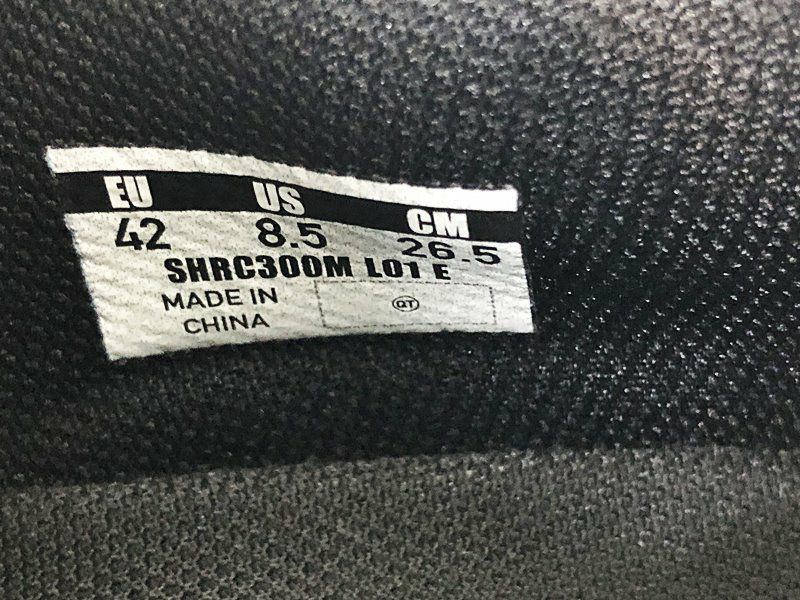 EU US CM
42 8.5 26.5
SHRC300M L01 E
MADE IN
CHINA
QT